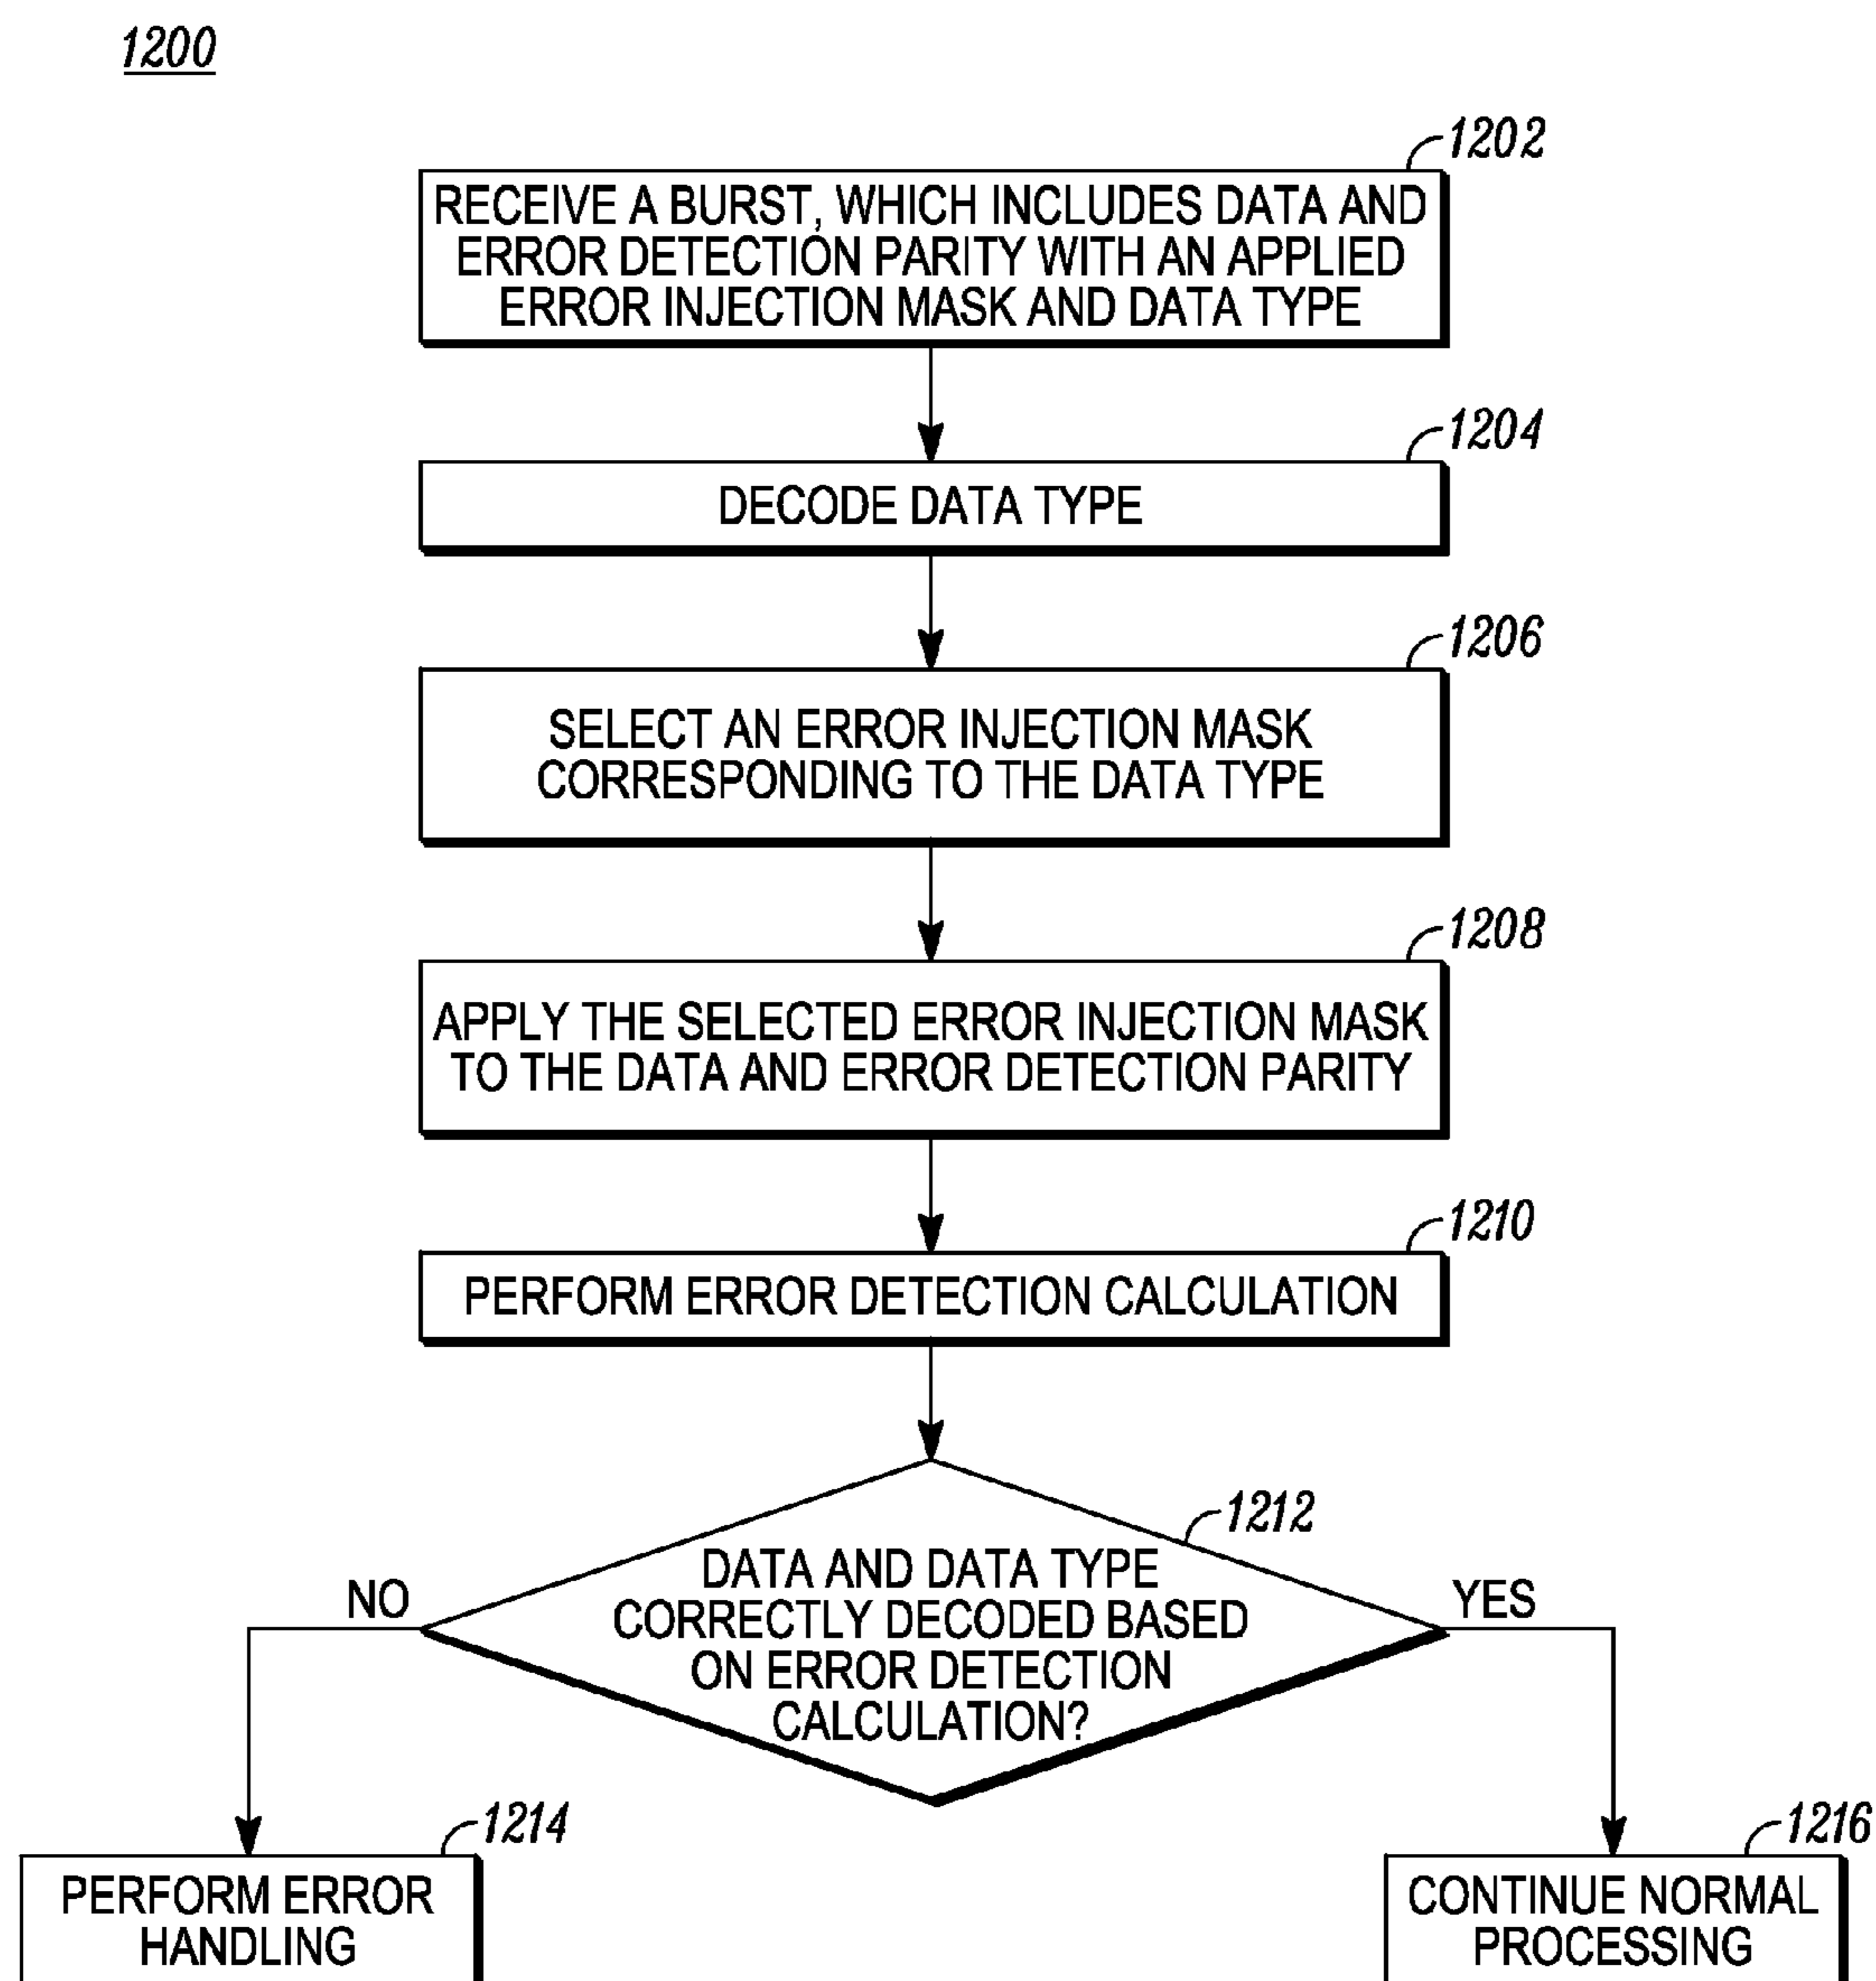 1200
1202
RECEIVE A BURST, WHICH INCLUDES DATA AND
ERROR DETECTION PARITY WITH AN APPLIED
ERROR INJECTION MASK AND DATA TYPE
1204
DECODE DATA TYPE
1206
SELECT AN ERROR INJECTION MASK
CORRESPONDING TO THE DATA TYPE
1208
APPLY THE SELECTED ERROR INJECTION MASK
TO THE DATA AND ERROR DETECTION PARITY
1210
PERFORM ERROR DETECTION CALCULATION
1212
DATA AND DATA TYPE
CORRECTLY DECODED BASED
ON ERROR DETECTION
CALCULATION?
NO
YES
1214
PERFORM ERROR
HANDLING
1216
CONTINUE NORMAL
PROCESSING